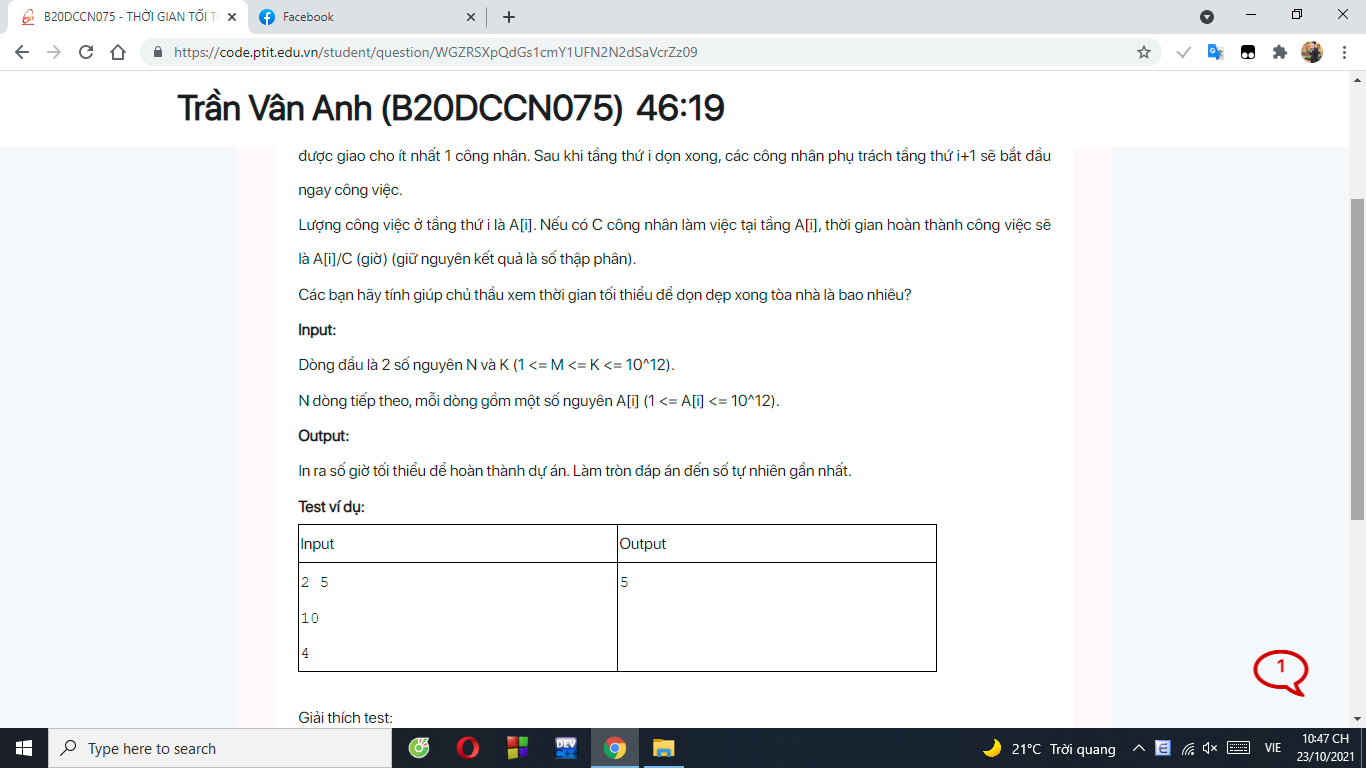 B20DCCN075 - THỜI GIAN TỐI T
Facebook
https://code.ptit.edu.vn/student/question/WGZRSXpQdGs1cmY1UFN2N2dSaVcrZz09
Trần Vân Anh (B20DCCN075) 46:19
được giao cho ít nhất 1 công nhân. Sau khi tầng thứ i dọn xong, các công nhân phụ trách tầng thứ i+1 sẽ bắt đầu
ngay công việc.
Lượng công việc ở tầng thứ i là A[i]. Nếu có C công nhân làm việc tại tầng A[i], thời gian hoàn thành công việc sẽ
là A[i]/C (giờ) (giữ nguyên kết quả là số thập phân).
Các bạn hãy tính giúp chủ thầu xem thời gian tối thiểu để dọn dẹp xong tòa nhà là bao nhiêu?
Input:
Dòng đầu là 2 số nguyên N và K (1 <= M <= K <= 10^12).
N dòng tiếp theo, mỗi dòng gồm một số nguyên A[i] (1 <= A[i] <= 10^12).
Output:
In ra số giờ tối thiểu để hoàn thành dự án. Làm tròn đáp án đến số tự nhiên gần nhất.
Test ví dụ:
Input Output
2 5 5
10
4
1
Giải thích test:
Type here to search
DEV
21°C Trời quang
VIE
10:47 CH
23/10/2021